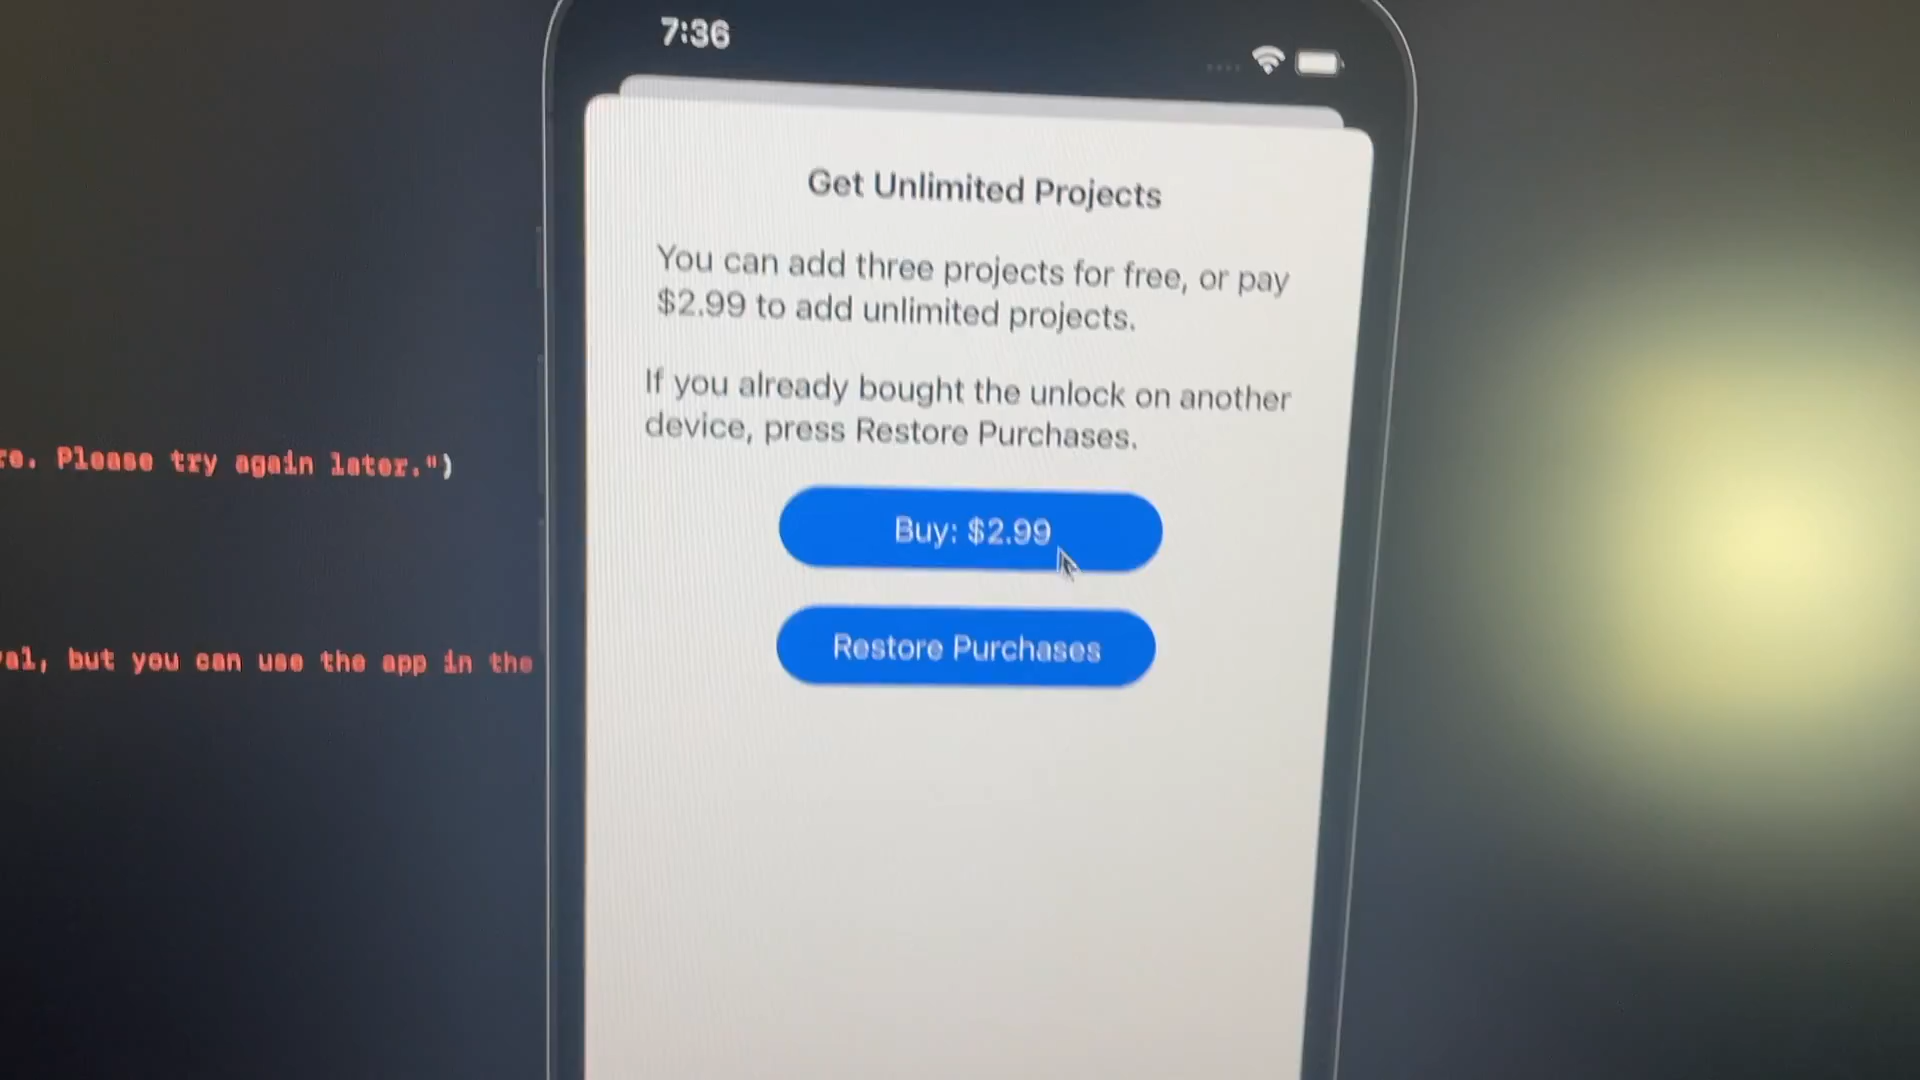 7:36
Get Unlimited Projects
You can add three projects for free, or pay
$2.99 to add unlimited projects.
If you already bought the unlock on another
device, press Restore Purchases.
re. Please try again later.")
Buy: $2.99
Restore Purchases
val, but you can use the app in the